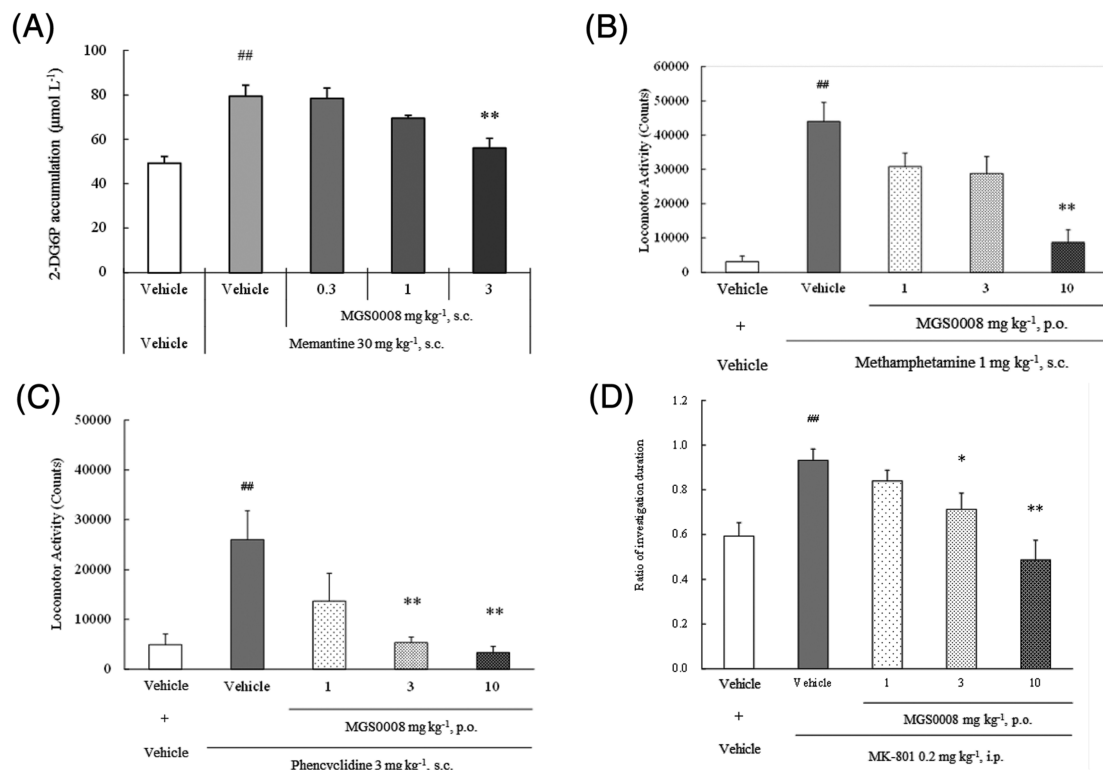 (A)
100
80
60
40
20
0
2-DG6P accumulation (µmol L⁻¹)
##
**
Vehicle Vehicle 0.3 1 3
MGS0008 mg kg⁻¹, s.c.
Vehicle Memantine 30 mg kg⁻¹, s.c.
(B)
60000
50000
40000
30000
20000
10000
0
Locomotor Activity (Counts)
##
**
Vehicle Vehicle 1 3 10
+ MGS0008 mg kg⁻¹, p.o.
Vehicle Methamphetamine 1 mg kg⁻¹, s.c.
(C)
50000
40000
30000
20000
10000
0
Locomotor Activity (Counts)
##
**
**
Vehicle Vehicle 1 3 10
+ MGS0008 mg kg⁻¹, p.o.
Vehicle Phencyclidine 3 mg kg⁻¹, s.c.
(D)
1.2
1.0
0.8
0.6
0.4
0.2
0.0
Ratio of investigation duration
##
*
**
Vehicle Vehicle 1 3 10
+ MGS0008 mg kg⁻¹, p.o.
Vehicle MK-801 0.2 mg kg⁻¹, i.p.